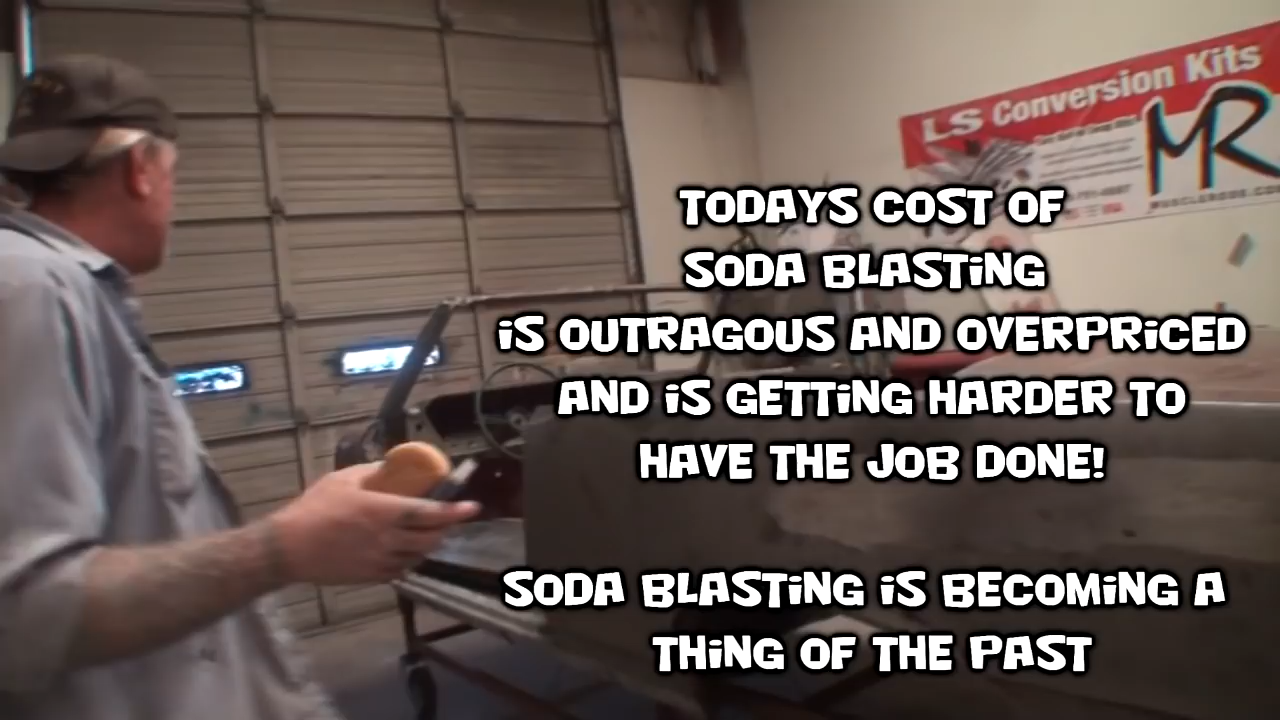 LS Conversion Kits
MR
TODAYS COST OF
SODA BLASTING
IS OUTRAGOUS AND OVERPRICED
AND IS GETTING HARDER TO
HAVE THE JOB DONE!
SODA BLASTING IS BECOMING A
THING OF THE PAST